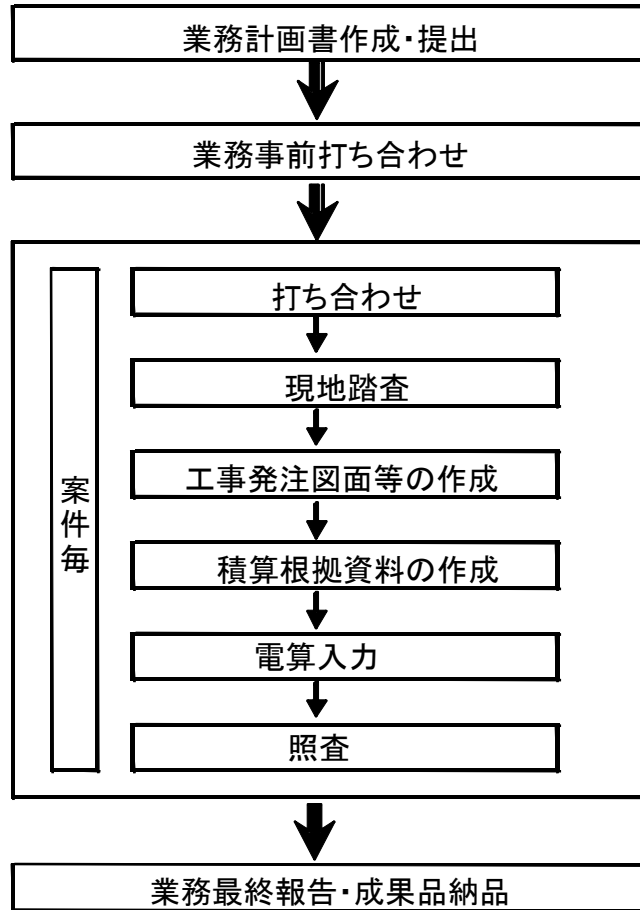 業務計画書作成・提出
業務事前打ち合わせ
案件毎
打ち合わせ
現地踏査
工事発注図面等の作成
積算根拠資料の作成
電算入力
照査
業務最終報告・成果品納品